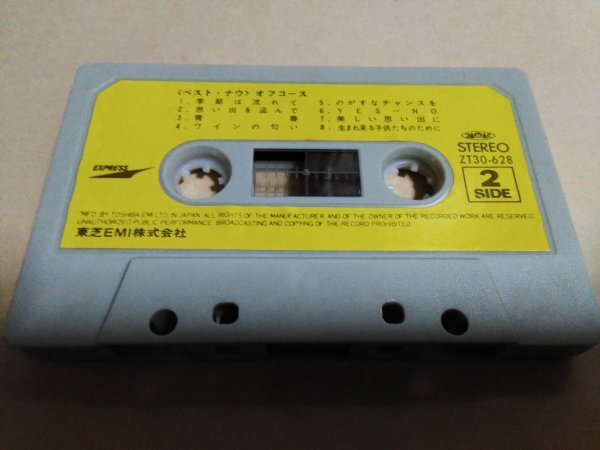 〈ベスト・ナウ〉オフコース
1. 季節は流れて
2. 思い出を盗んで
3. 青春
4. ワインの匂い
5. のがすなチャンスを
6. YES－NO
7. 美しい思い出に
8. 生まれ来る子供たちのために
EXPRESS
STEREO
ZT30-628
2
SIDE
MFD. BY TOSHIBA EMI LTD. IN JAPAN. ALL RIGHTS OF THE MANUFACTURER AND OF THE OWNER OF THE RECORDED WORK ARE RESERVED.
UNAUTHORIZED PUBLIC PERFORMANCE, BROADCASTING AND COPYING OF THE RECORD PROHIBITED.
東芝EMI株式会社